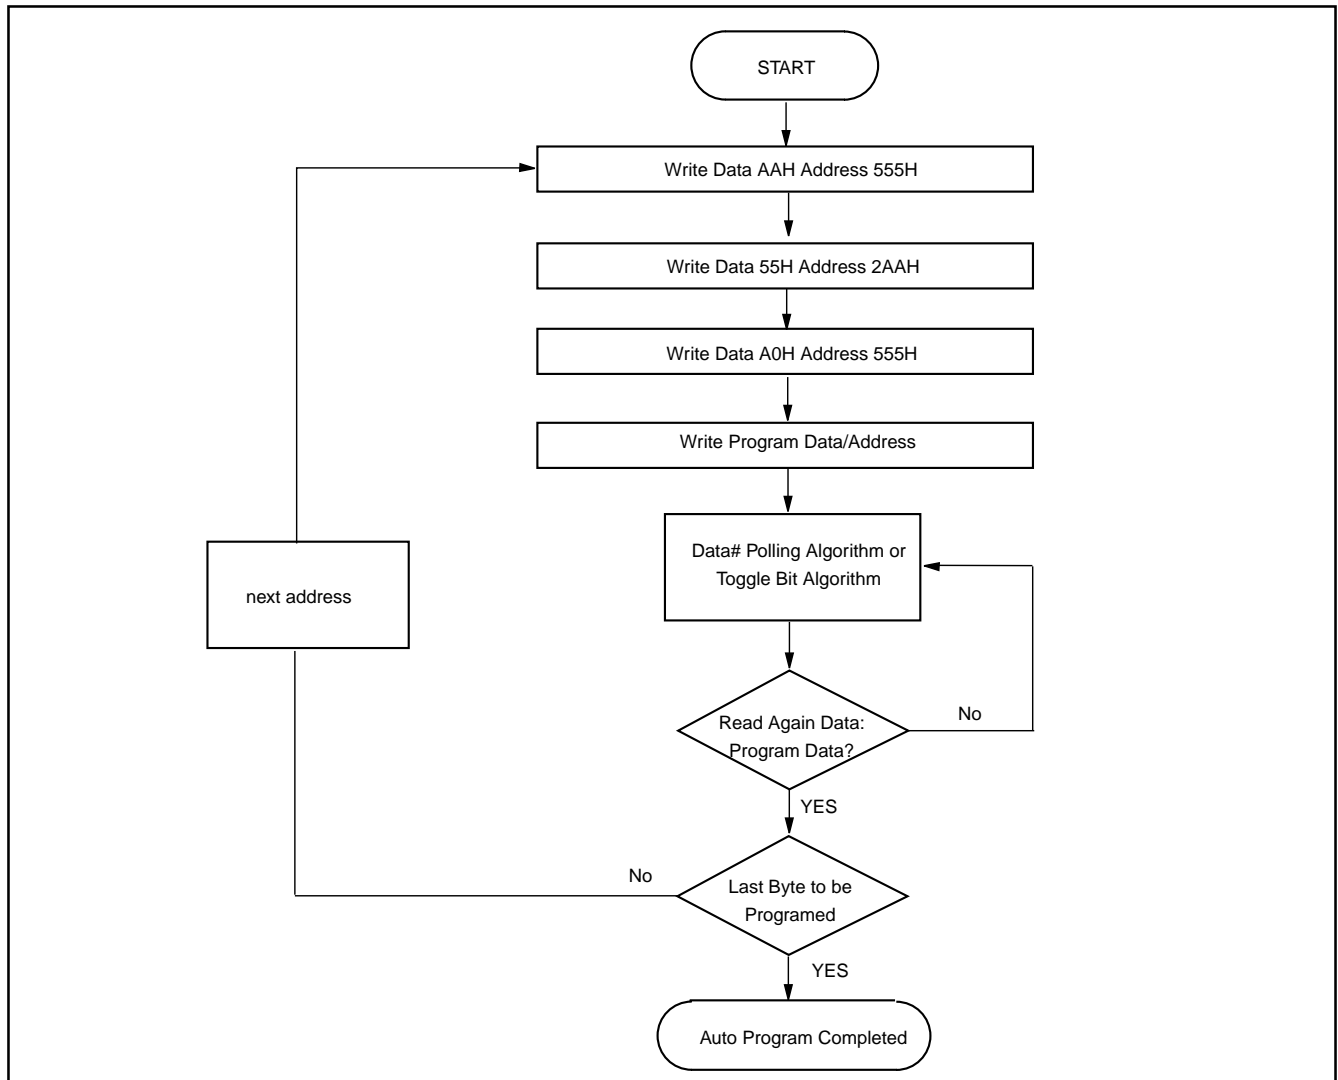 START
Write Data AAH Address 555H
Write Data 55H Address 2AAH
Write Data A0H Address 555H
Write Program Data/Address
Data# Polling Algorithm or
Toggle Bit Algorithm
next address
Read Again Data:
Program Data?
No
YES
No
Last Byte to be
Programed
YES
Auto Program Completed